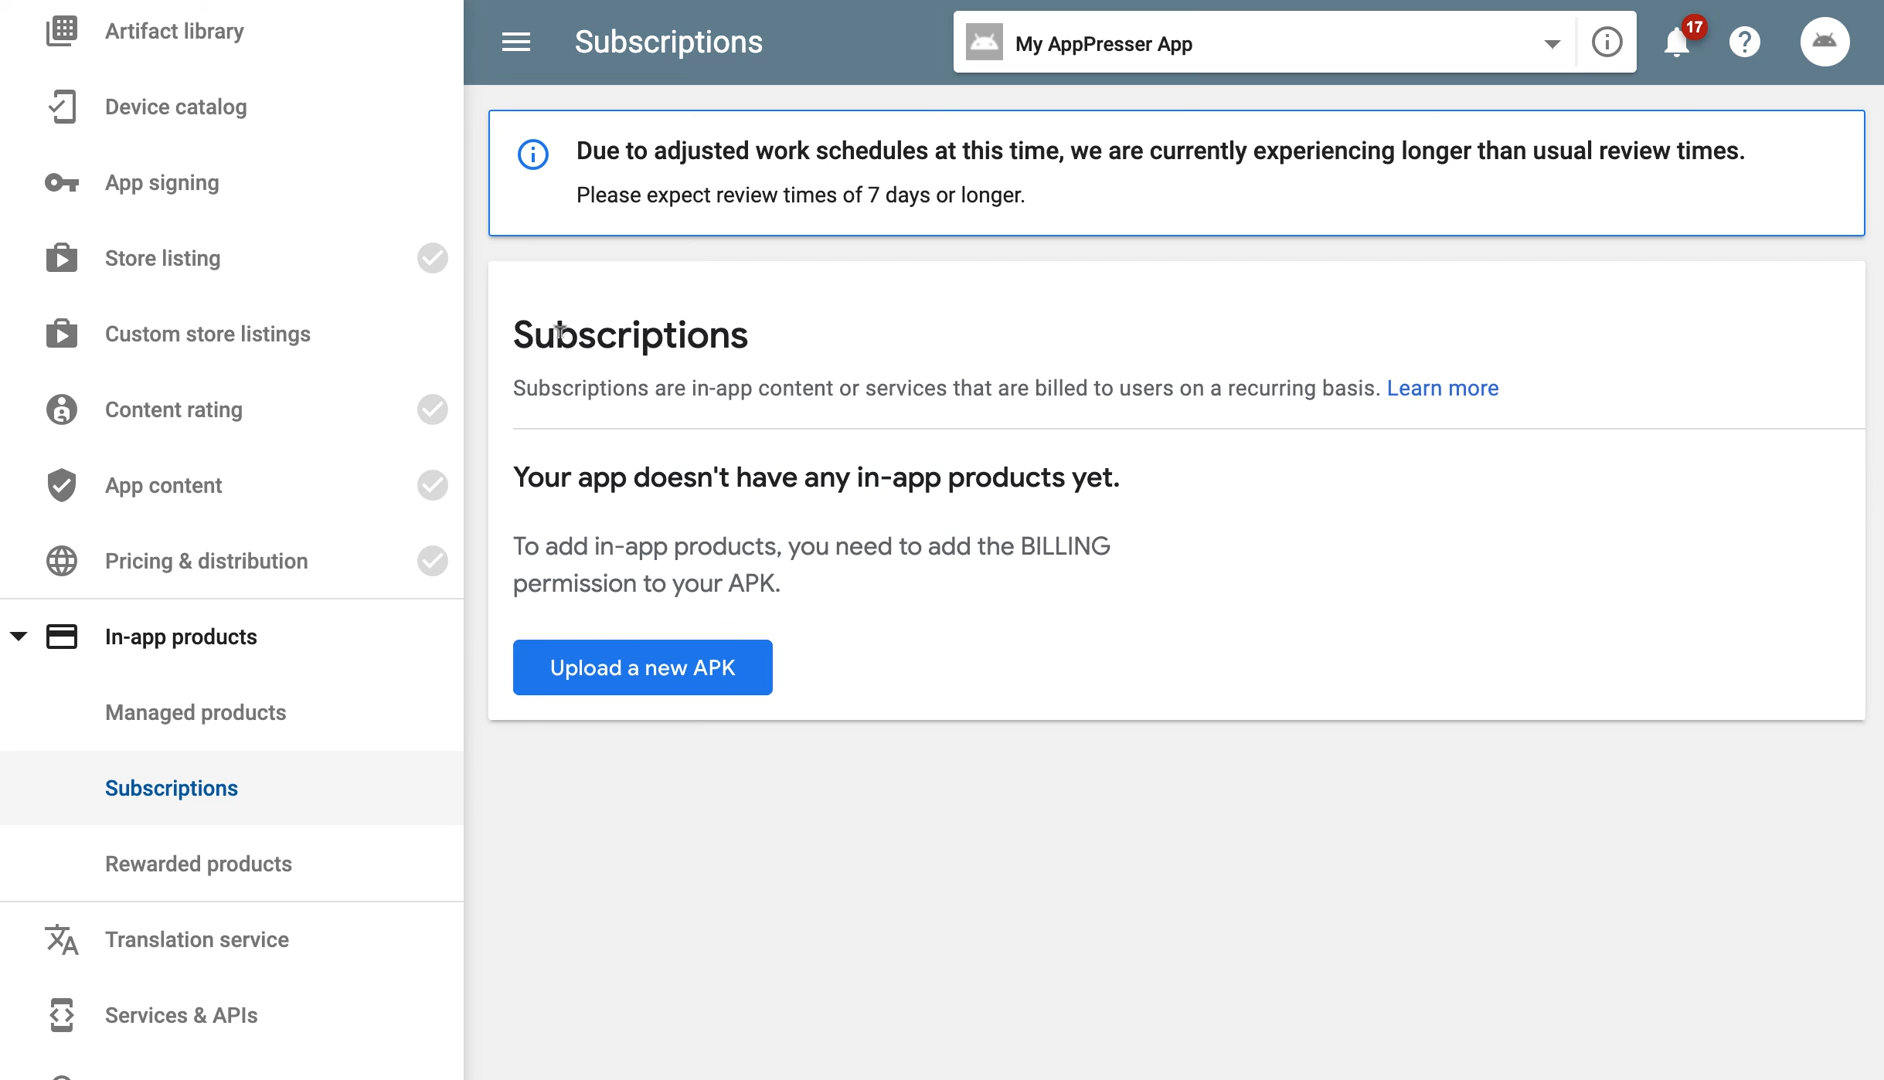 Artifact library
Device catalog
App signing
Store listing
Custom store listings
Content rating
App content
Pricing & distribution
In-app products
Managed products
Subscriptions
Rewarded products
Translation service
Services & APIs
Subscriptions
My AppPresser App
17
Due to adjusted work schedules at this time, we are currently experiencing longer than usual review times.
Please expect review times of 7 days or longer.
Subscriptions
Subscriptions are in-app content or services that are billed to users on a recurring basis. Learn more
Your app doesn't have any in-app products yet.
To add in-app products, you need to add the BILLING
permission to your APK.
Upload a new APK